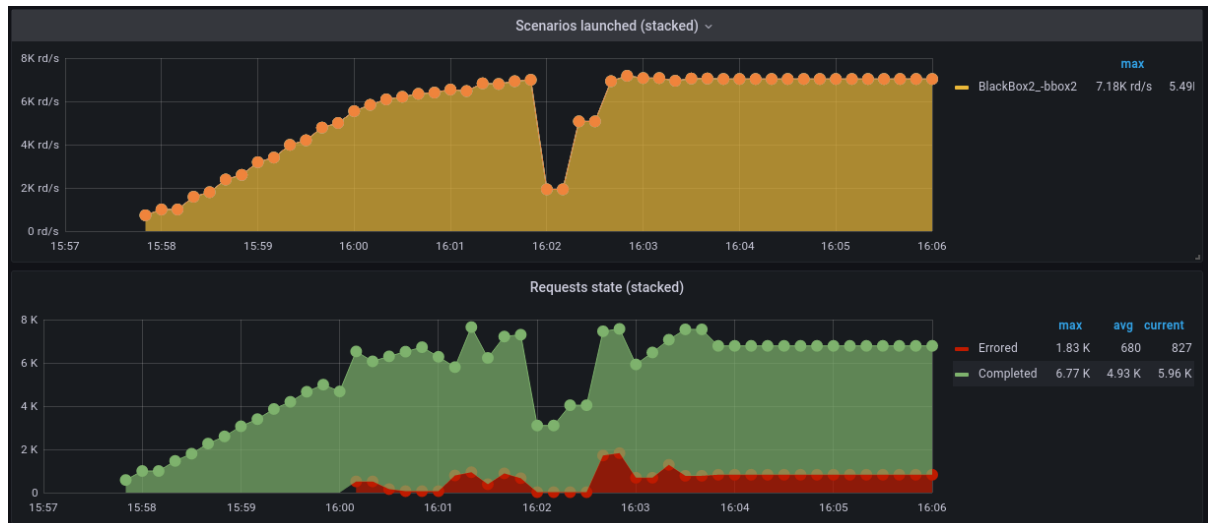 Scenarios launched (stacked)
8K rd/s
6K rd/s
4K rd/s
2K rd/s
0 rd/s
15:57 15:58 15:59 16:00 16:01 16:02 16:03 16:04 16:05 16:06
max
BlackBox2_-bbox2 7.18K rd/s 5.49
Requests state (stacked)
8 K
6 K
4 K
2 K
0
15:57 15:58 15:59 16:00 16:01 16:02 16:03 16:04 16:05 16:06
max avg current
Errored 1.83 K 680 827
Completed 6.77 K 4.93 K 5.96 K